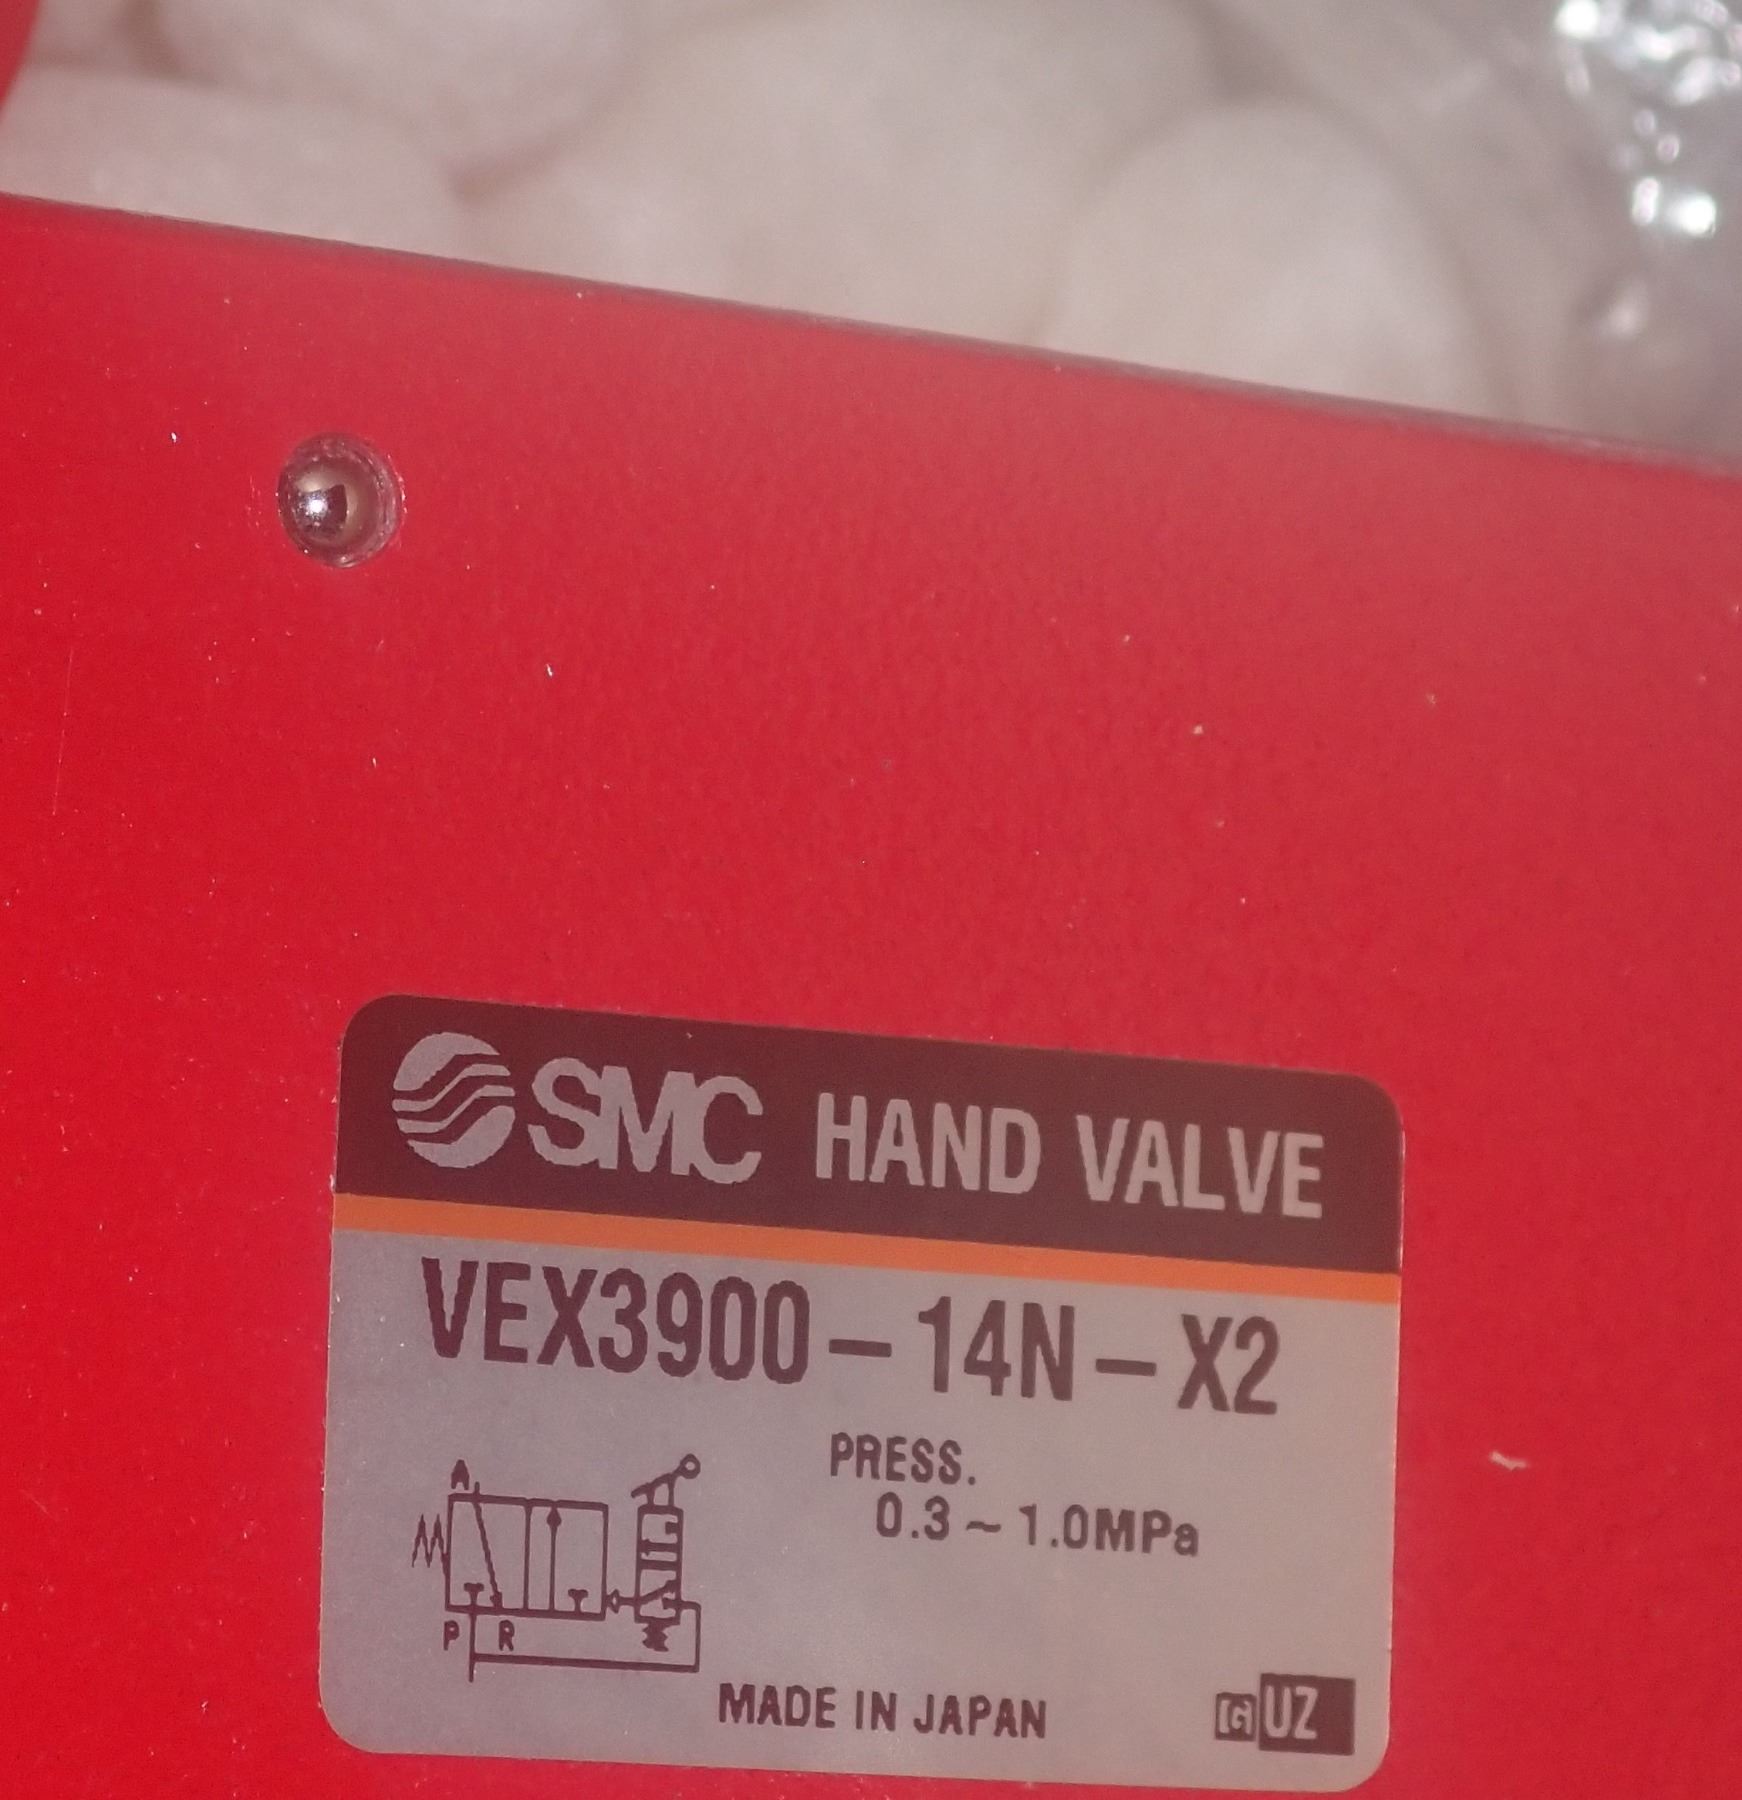 SMC HAND VALVE
VEX3900-14N-X2
PRESS.
0.3~1.0MPa
A
P R
MADE IN JAPAN
UZ